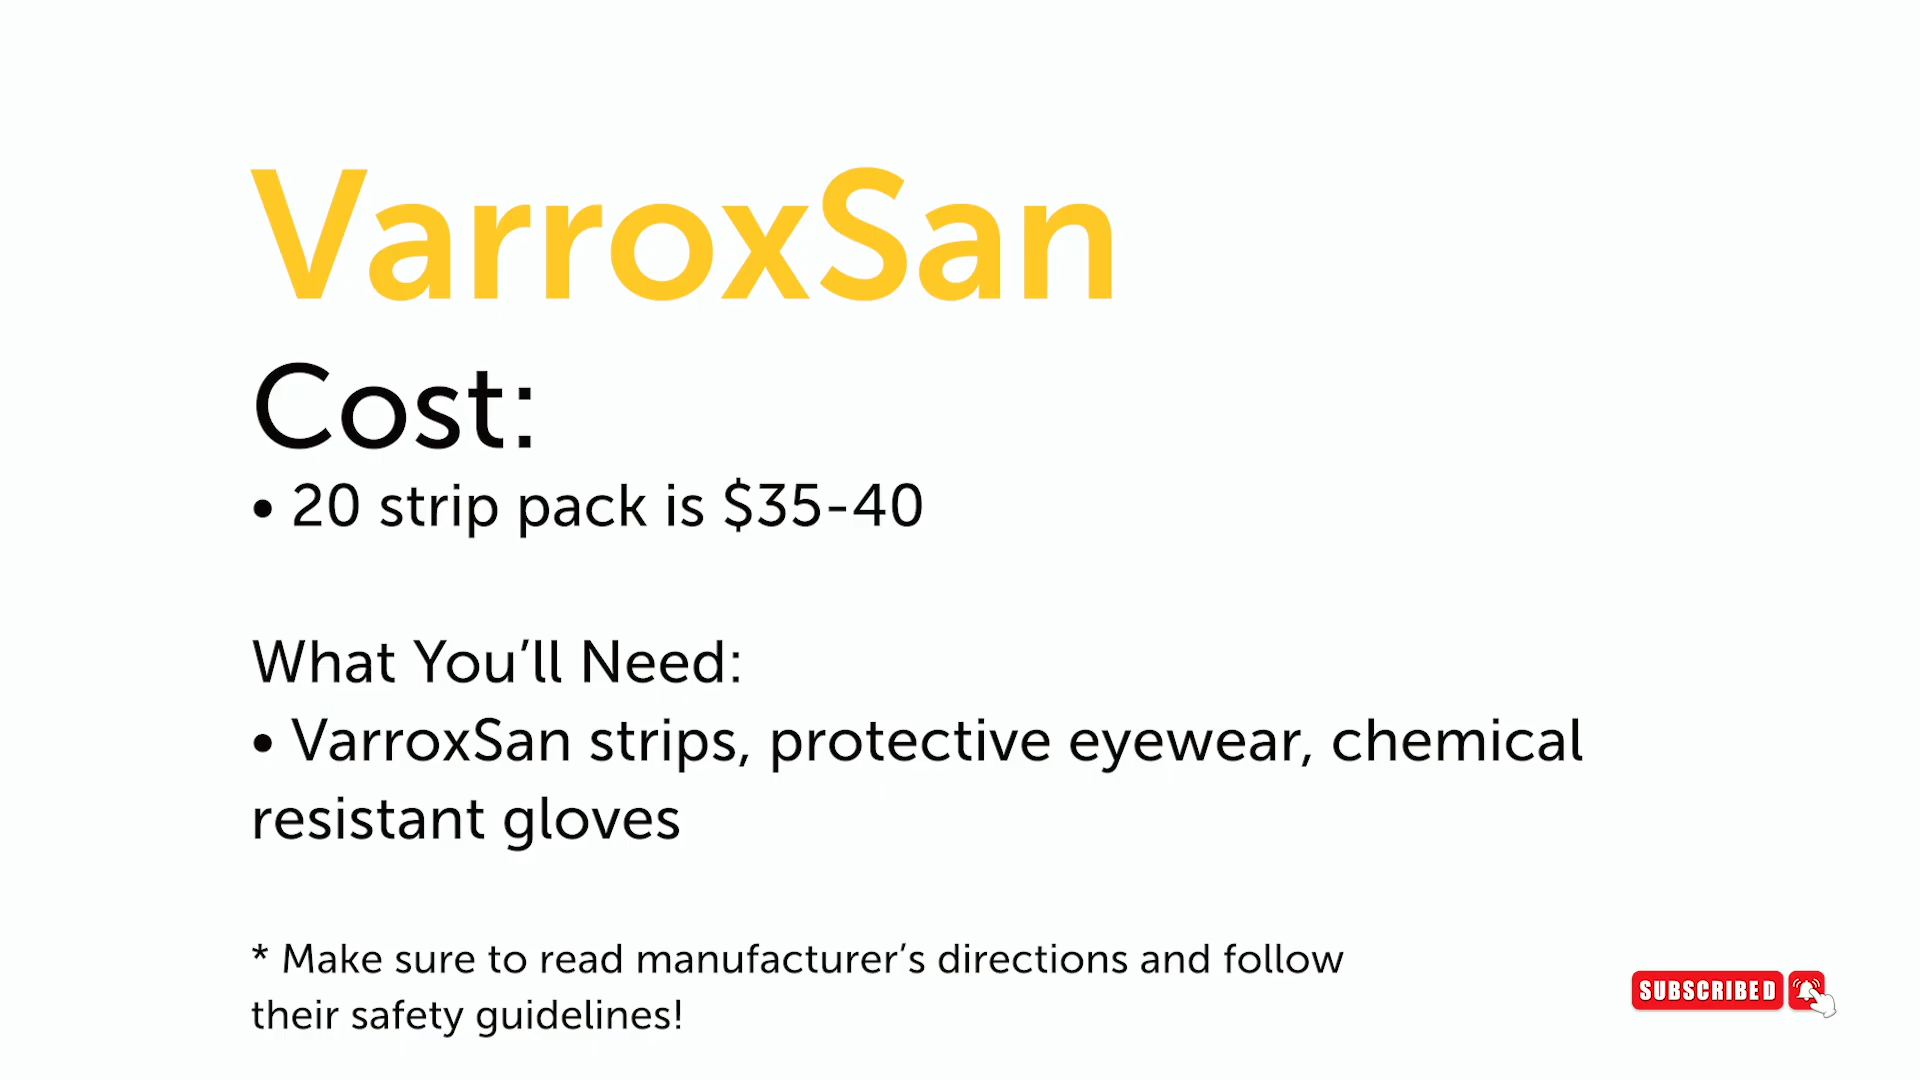 VarroxSan
Cost:
• 20 strip pack is $35-40
What You’ll Need:
• VarroxSan strips, protective eyewear, chemical
resistant gloves
* Make sure to read manufacturer’s directions and follow
their safety guidelines!
SUBSCRIBED